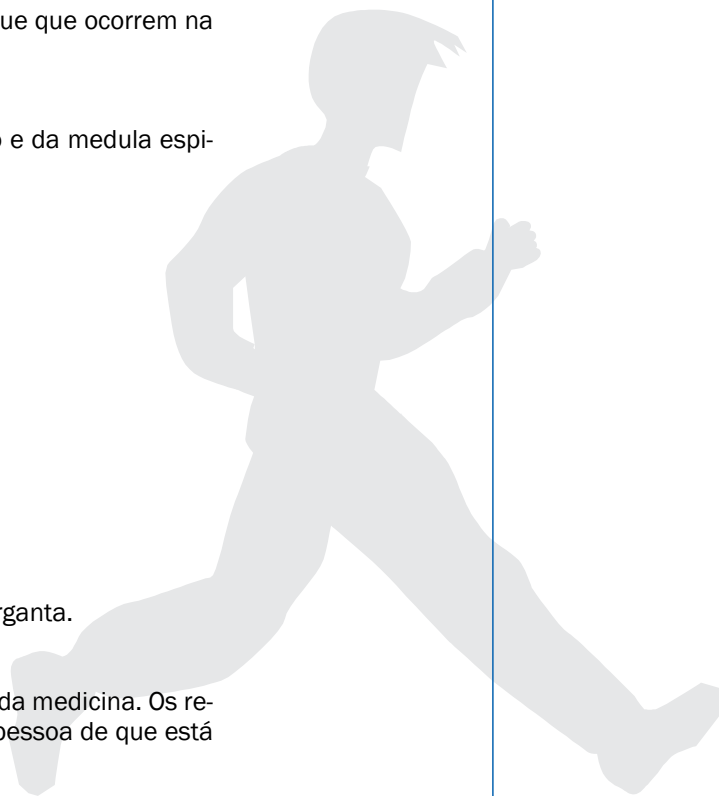 ue que ocorrem na
o e da medula espi-
rganta.
da medicina. Os re-
pessoa de que está